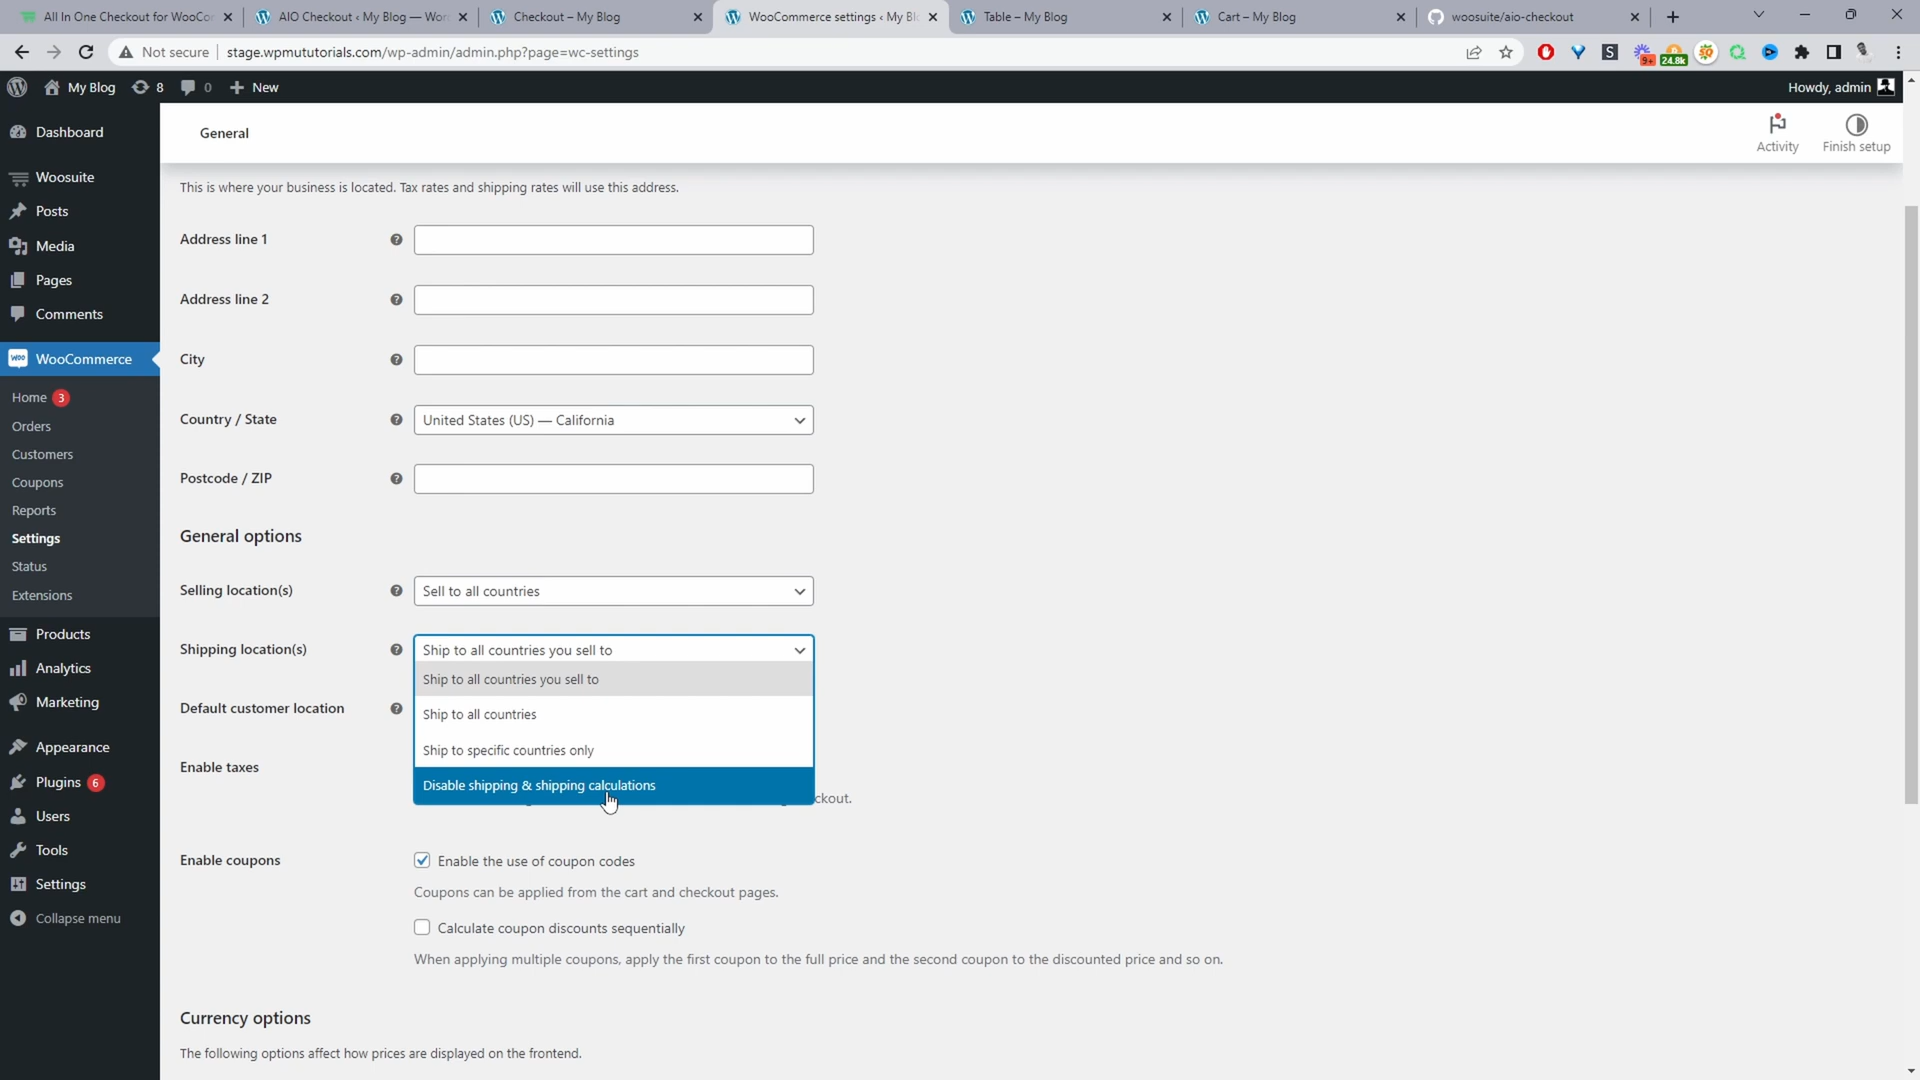 All In One Checkout for WooCo
AIO Checkout ‹ My Blog — Wor
Checkout – My Blog
WooCommerce settings ‹ My Bl
Table – My Blog
Cart – My Blog
woosuite/aio-checkout
Not secure
stage.wpmututorials.com/wp-admin/admin.php?page=wc-settings
S
9+
24.8k
My Blog
8
0
New
Howdy, admin
Dashboard
Woosuite
Posts
Media
Pages
Comments
WooCommerce
Home 3
Orders
Customers
Coupons
Reports
Settings
Status
Extensions
Products
Analytics
Marketing
Appearance
Plugins 6
Users
Tools
Settings
Collapse menu
General
Activity
Finish setup
This is where your business is located. Tax rates and shipping rates will use this address.
Address line 1
Address line 2
City
Country / State
United States (US) — California
Postcode / ZIP
General options
Selling location(s)
Sell to all countries
Shipping location(s)
Ship to all countries you sell to
Ship to all countries you sell to
Ship to all countries
Ship to specific countries only
Disable shipping & shipping calculations
Default customer location
Enable taxes
ckout.
Enable coupons
Enable the use of coupon codes
Coupons can be applied from the cart and checkout pages.
Calculate coupon discounts sequentially
When applying multiple coupons, apply the first coupon to the full price and the second coupon to the discounted price and so on.
Currency options
The following options affect how prices are displayed on the frontend.